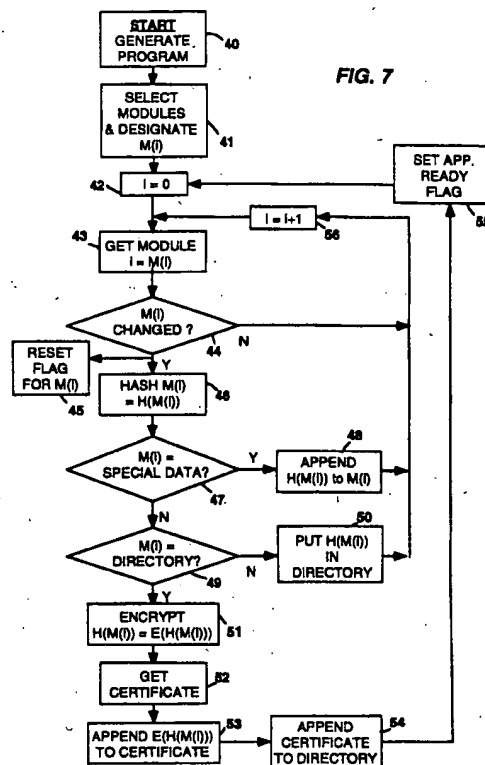 START
GENERATE
PROGRAM
40
FIG. 7
SELECT
MODULES
& DESIGNATE
M(i)
41
SET APP.
READY
FLAG
I = 0
42
I = I+1
56
43
GET MODULE
I = M(I)
M(I)
CHANGED ?
44
N
Y
RESET
FLAG
FOR M(I)
45
HASH M(I)
= H(M(I))
46
M(I) =
SPECIAL DATA?
47
Y
48
APPEND
H(M(I)) to M(I)
N
M(I) =
DIRECTORY?
49
N
50
PUT H(M(I))
IN
DIRECTORY
Y
ENCRYPT
H(M(I)) = E(H(M(I)))
51
GET
CERTIFICATE
52
APPEND E(H(M(I)))
TO CERTIFICATE
53
APPEND
CERTIFICATE
TO DIRECTORY
54